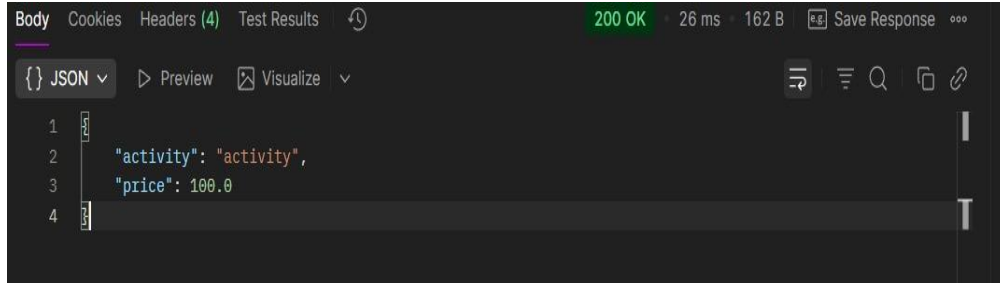 Body Cookies Headers (4) Test Results 200 OK 26 ms 162 B e.g. Save Response
{} JSON Preview Visualize
1 {
2 "activity": "activity",
3 "price": 100.0
4 }